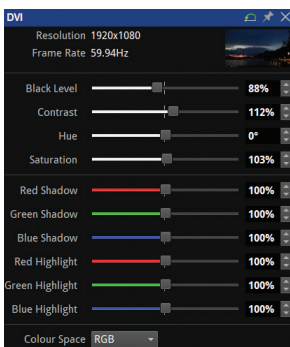 DVI
Resolution 1920x1080
Frame Rate 59.94Hz
Black Level 88%
Contrast 112%
Hue 0°
Saturation 103%
Red Shadow 100%
Green Shadow 100%
Blue Shadow 100%
Red Highlight 100%
Green Highlight 100%
Blue Highlight 100%
Colour Space RGB